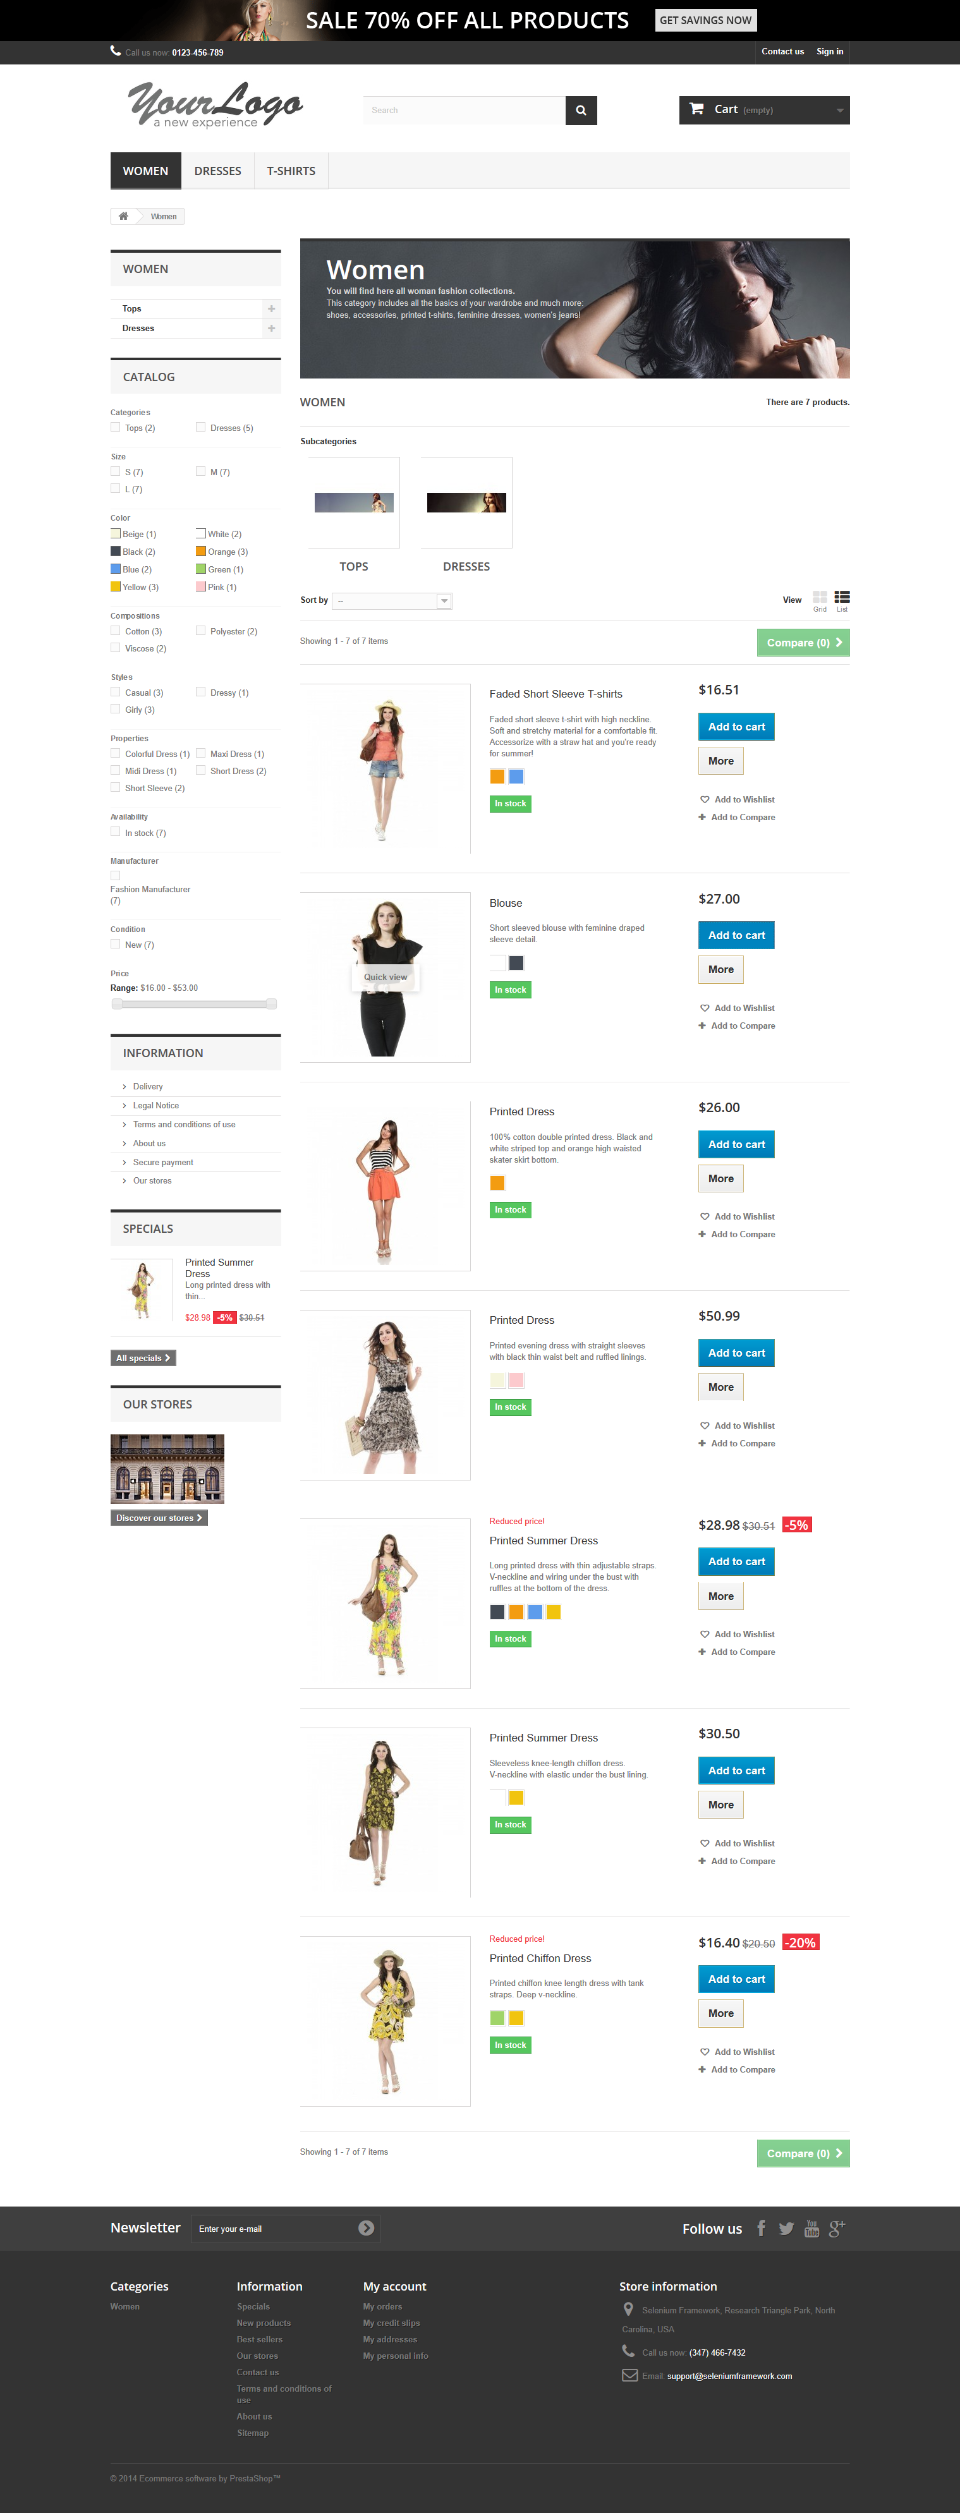 SALE 70% OFF ALL PRODUCTS
GET SAVINGS NOW
Call us now: 0123-456-789
Contact us
Sign in
YourLogo
a new experience
Search
Cart (empty)
WOMEN
DRESSES
T-SHIRTS
Women
WOMEN
Tops
Dresses
CATALOG
Categories
Tops (2)
Dresses (5)
Size
S (7)
M (7)
L (7)
Color
Beige (1)
White (2)
Black (2)
Orange (3)
Blue (2)
Green (1)
Yellow (3)
Pink (1)
Compositions
Cotton (3)
Polyester (2)
Viscose (2)
Styles
Casual (3)
Dressy (1)
Girly (3)
Properties
Colorful Dress (1)
Maxi Dress (1)
Midi Dress (1)
Short Dress (2)
Short Sleeve (2)
Availability
In stock (7)
Manufacturer
Fashion Manufacturer
(7)
Condition
New (7)
Price
Range: $16.00 - $53.00
INFORMATION
Delivery
Legal Notice
Terms and conditions of use
About us
Secure payment
Our stores
SPECIALS
Printed Summer
Dress
Long printed dress with
thin...
$28.98 -5% $30.51
All specials
OUR STORES
Discover our stores
Women
You will find here all woman fashion collections.
This category includes all the basics of your wardrobe and much more:
shoes, accessories, printed t-shirts, feminine dresses, women's jeans!
WOMEN
There are 7 products.
Subcategories
TOPS
DRESSES
Sort by
--
View
Grid
List
Showing 1 - 7 of 7 items
Compare (0)
Faded Short Sleeve T-shirts
Faded short sleeve t-shirt with high neckline.
Soft and stretchy material for a comfortable fit.
Accessorize with a straw hat and you're ready
for summer!
In stock
$16.51
Add to cart
More
Add to Wishlist
Add to Compare
Quick view
Blouse
Short sleeved blouse with feminine draped
sleeve detail.
In stock
$27.00
Add to cart
More
Add to Wishlist
Add to Compare
Printed Dress
100% cotton double printed dress. Black and
white striped top and orange high waisted
skater skirt bottom.
In stock
$26.00
Add to cart
More
Add to Wishlist
Add to Compare
Printed Dress
Printed evening dress with straight sleeves
with black thin waist belt and ruffled linings.
In stock
$50.99
Add to cart
More
Add to Wishlist
Add to Compare
Reduced price!
Printed Summer Dress
Long printed dress with thin adjustable straps.
V-neckline and wiring under the bust with
ruffles at the bottom of the dress.
In stock
$28.98 $30.51 -5%
Add to cart
More
Add to Wishlist
Add to Compare
Printed Summer Dress
Sleeveless knee-length chiffon dress.
V-neckline with elastic under the bust lining.
In stock
$30.50
Add to cart
More
Add to Wishlist
Add to Compare
Reduced price!
Printed Chiffon Dress
Printed chiffon knee length dress with tank
straps. Deep v-neckline.
In stock
$16.40 $20.50 -20%
Add to cart
More
Add to Wishlist
Add to Compare
Showing 1 - 7 of 7 items
Compare (0)
Newsletter
Enter your e-mail
Follow us
You
Tube
Categories
Women
Information
Specials
New products
Best sellers
Our stores
Contact us
Terms and conditions of
use
About us
Sitemap
My account
My orders
My credit slips
My addresses
My personal info
Store information
Selenium Framework, Research Triangle Park, North
Carolina, USA
Call us now: (347) 466-7432
Email: support@seleniumframework.com
© 2014 Ecommerce software by PrestaShop™